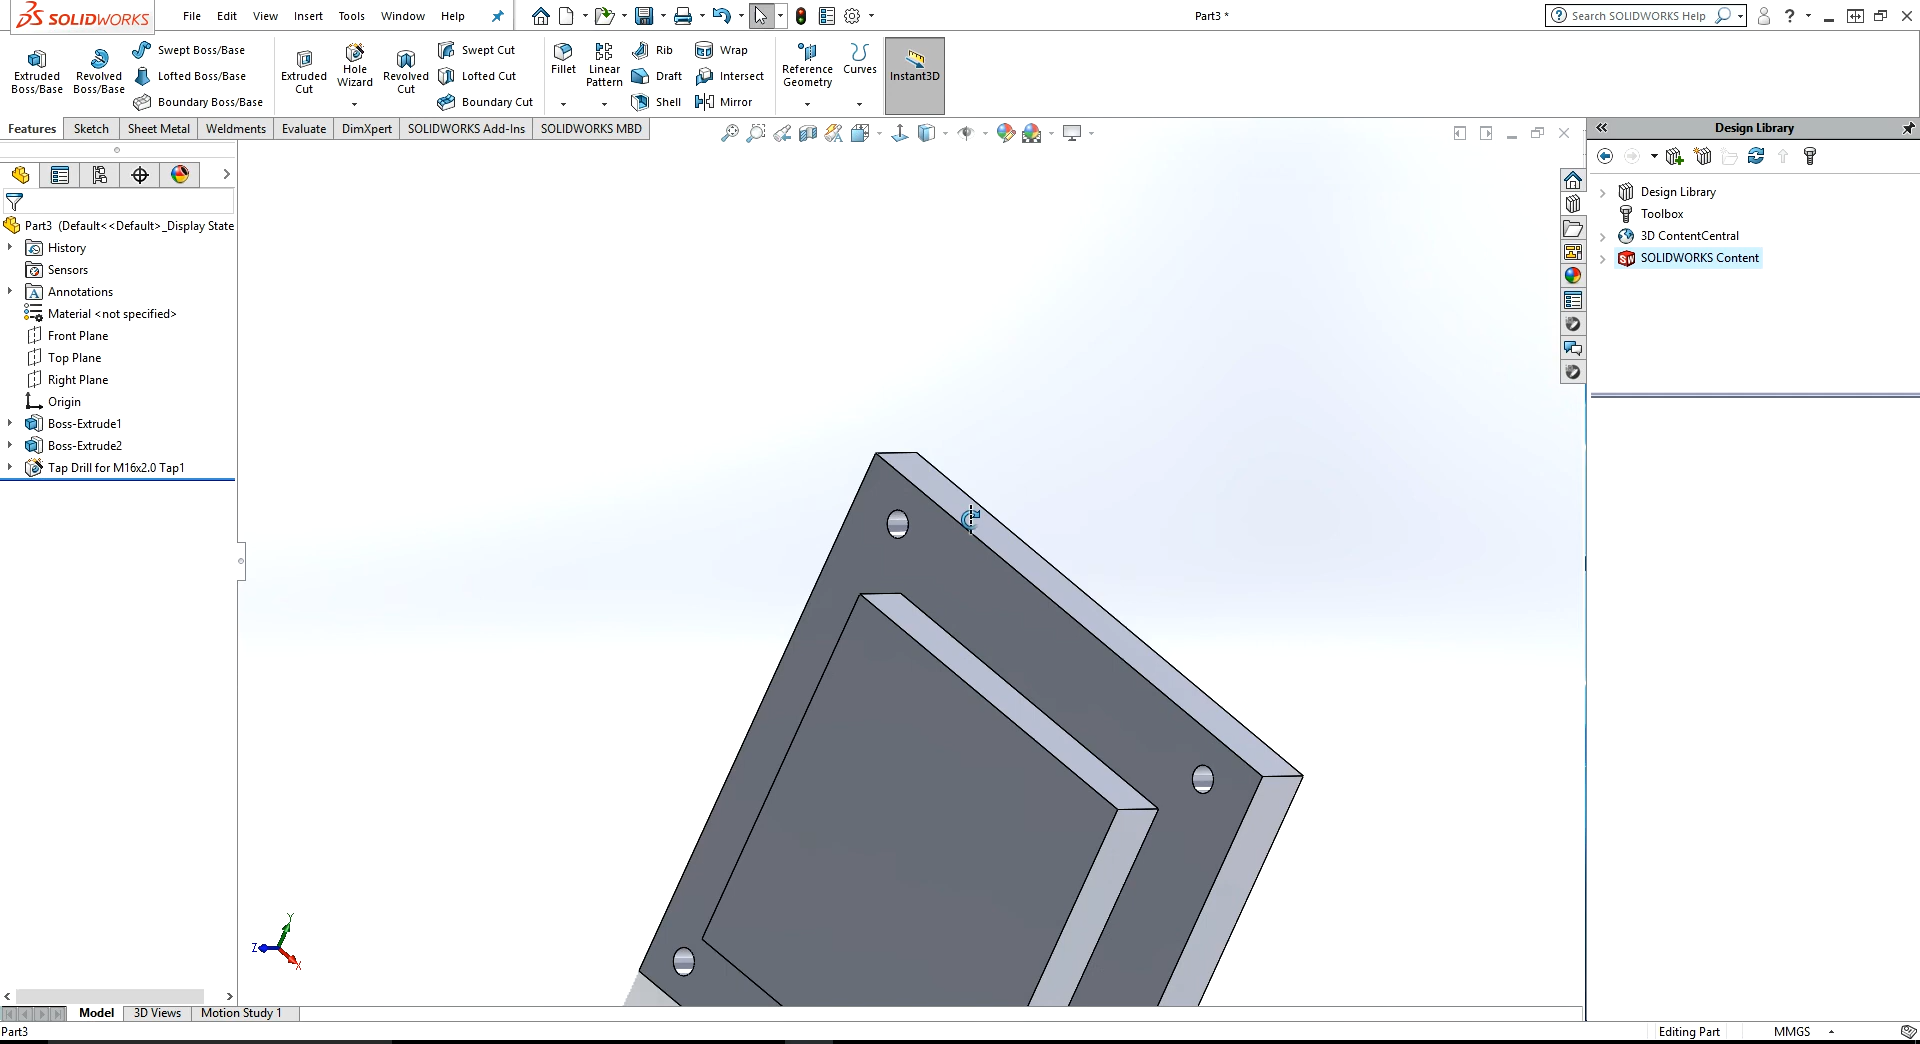 SOLIDWORKS
File Edit View Insert Tools Window Help
Part3 *
Search SOLIDWORKS Help
Extruded Boss/Base
Revolved Boss/Base
Swept Boss/Base
Lofted Boss/Base
Boundary Boss/Base
Extruded Cut
Hole Wizard
Revolved Cut
Swept Cut
Lofted Cut
Boundary Cut
Fillet
Linear Pattern
Rib
Draft
Shell
Wrap
Intersect
Mirror
Reference Geometry
Curves
Instant3D
Features Sketch Sheet Metal Weldments Evaluate DimXpert SOLIDWORKS Add-Ins SOLIDWORKS MBD
Part3 (Default<<Default>_Display State
History
Sensors
Annotations
Material <not specified>
Front Plane
Top Plane
Right Plane
Origin
Boss-Extrude1
Boss-Extrude2
Tap Drill for M16x2.0 Tap1
Design Library
Design Library
Toolbox
3D ContentCentral
SOLIDWORKS Content
Y
Z
X
Model 3D Views Motion Study 1
Part3
Editing Part
MMGS